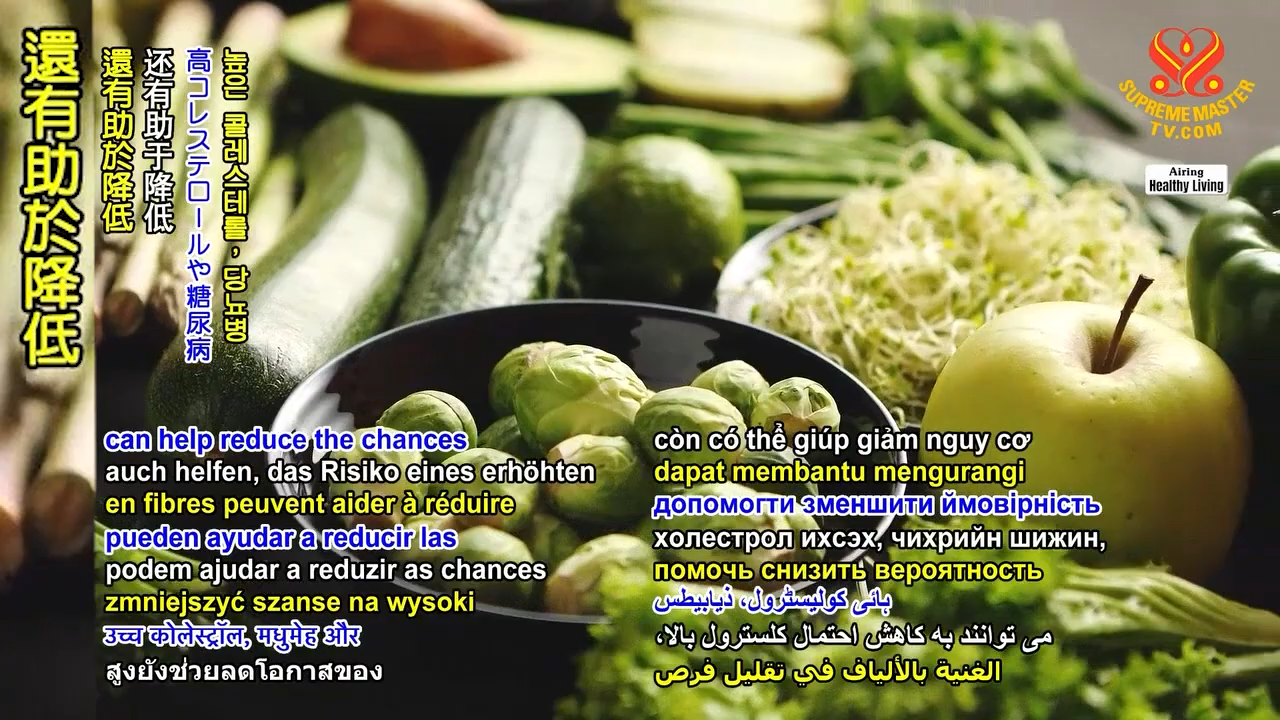 還有助於降低
還有助於降低
还有助于降低
高コレステロールや糖尿病
높은 콜레스테롤, 당뇨병
SUPREME MASTER
TV.COM
Airing
Healthy Living
can help reduce the chances
auch helfen, das Risiko eines erhöhten
en fibres peuvent aider à réduire
pueden ayudar a reducir las
podem ajudar a reduzir as chances
zmniejszyć szanse na wysoki
उच्च कोलेस्ट्रॉल, मधुमेह और
สูงยังช่วยลดโอกาสของ
còn có thể giúp giảm nguy cơ
dapat membantu mengurangi
допомогти зменшити ймовірність
холестрол ихсэх, чихрийн шижин,
помочь снизить вероятность
ہائی کولیسٹرول، ذیابیطس
می توانند به کاهش احتمال کلسترول بالا،
الغنية بالألياف في تقليل فرص